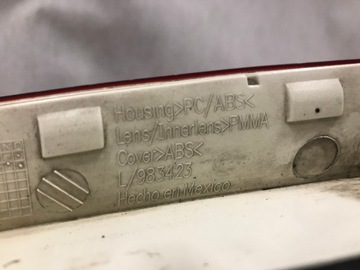 Housing>PC/ABS<
Lens/Innerlens>PMMA
Cover>ABS<
L/983423
Hecho en Mexico